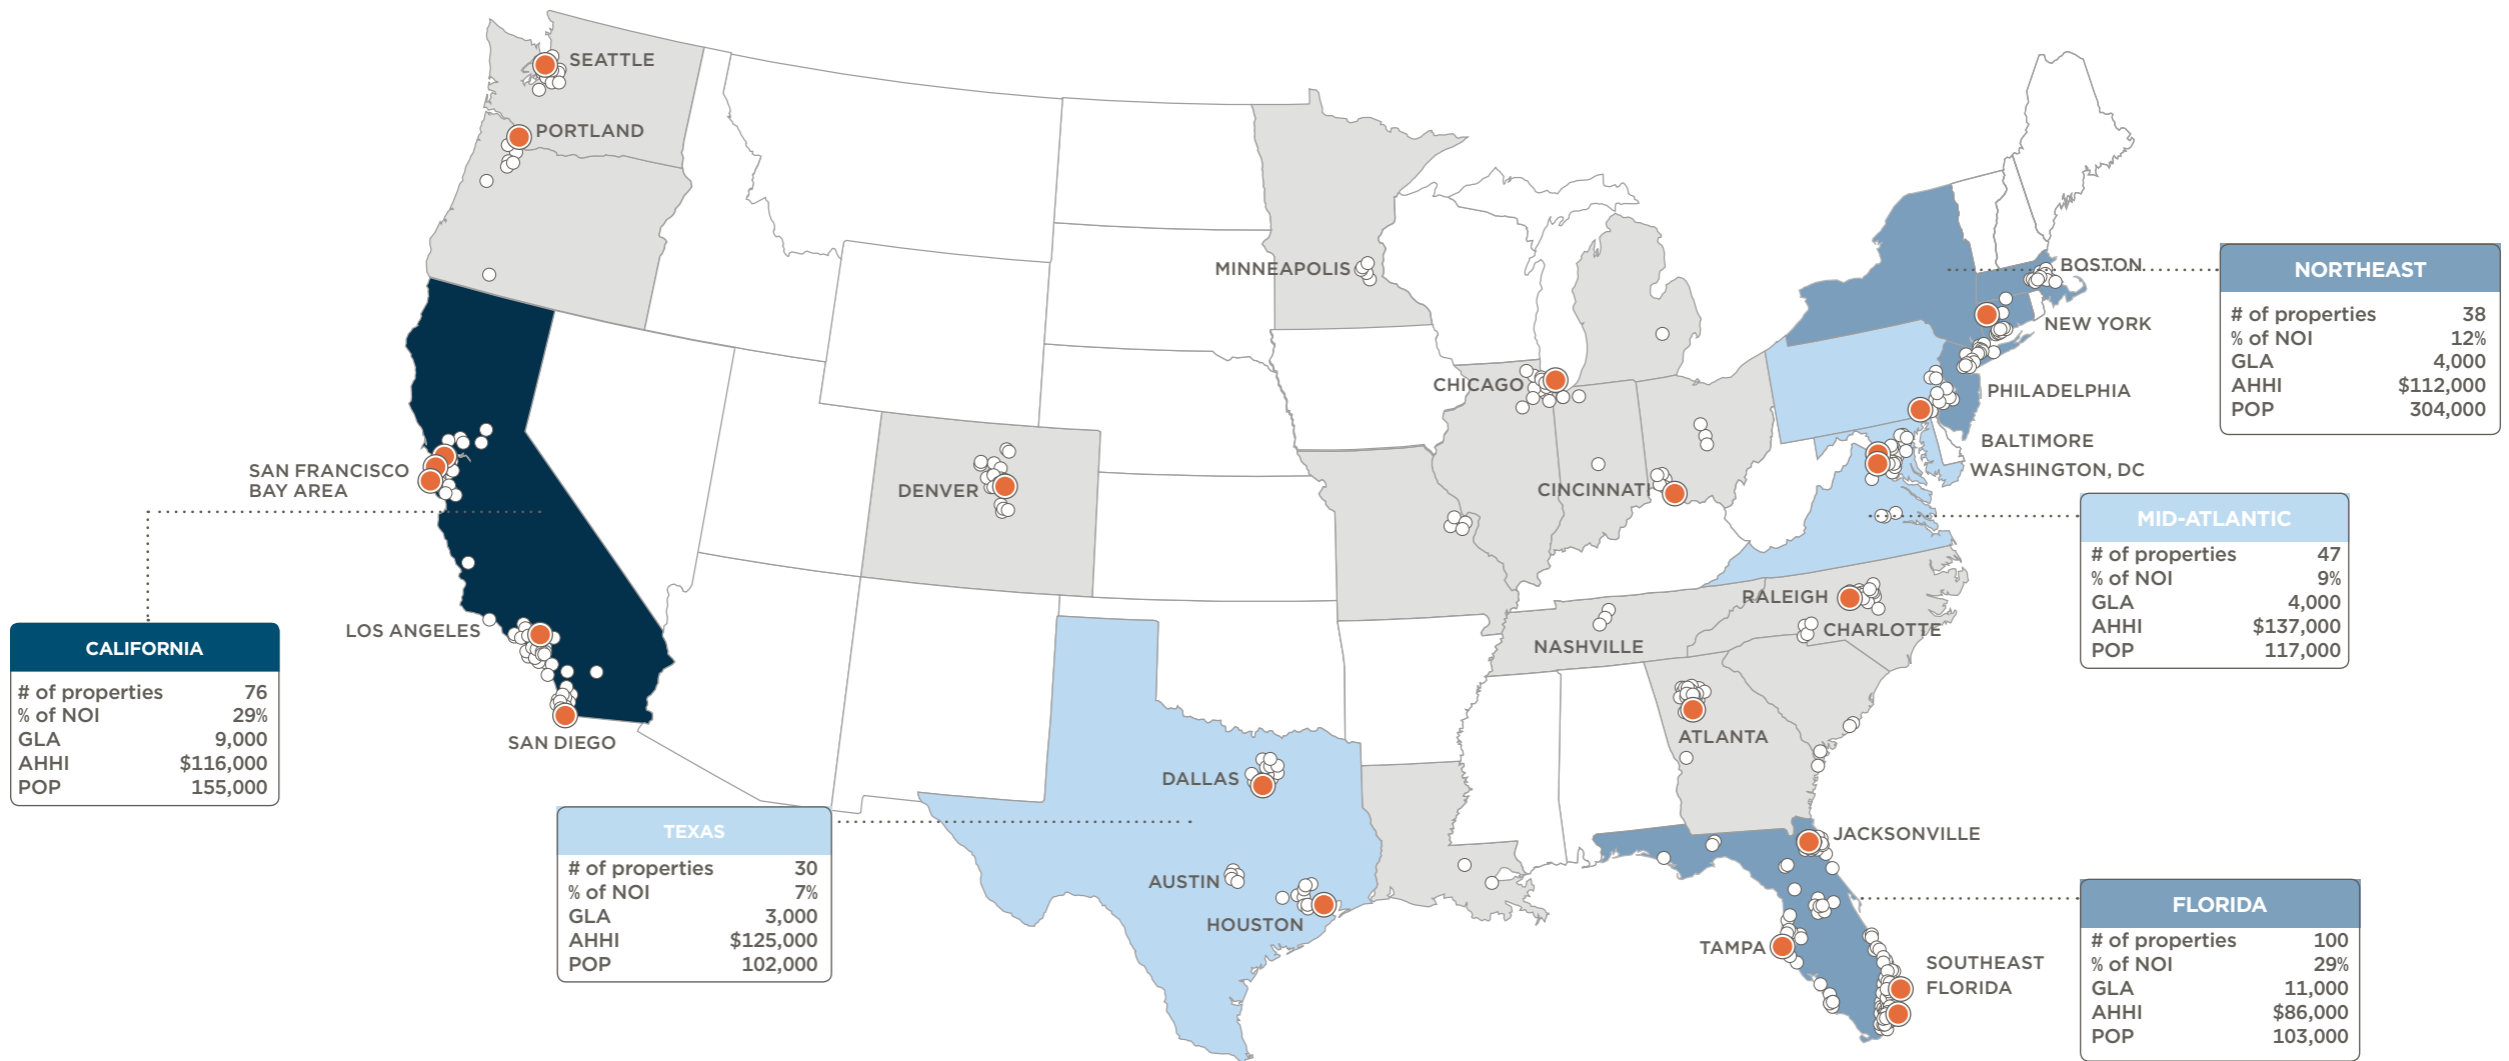 SEATTLE
PORTLAND
MINNEAPOLIS
BOSTON
NEW YORK
CHICAGO
PHILADELPHIA
BALTIMORE
WASHINGTON, DC
SAN FRANCISCO
BAY AREA
DENVER
CINCINNATI
RALEIGH
CHARLOTTE
NASHVILLE
LOS ANGELES
SAN DIEGO
ATLANTA
DALLAS
AUSTIN
HOUSTON
JACKSONVILLE
TAMPA
SOUTHEAST
FLORIDA
NORTHEAST
# of properties 38
% of NOI 12%
GLA 4,000
AHHI $112,000
POP 304,000
MID-ATLANTIC
# of properties 47
% of NOI 9%
GLA 4,000
AHHI $137,000
POP 117,000
CALIFORNIA
# of properties 76
% of NOI 29%
GLA 9,000
AHHI $116,000
POP 155,000
TEXAS
# of properties 30
% of NOI 7%
GLA 3,000
AHHI $125,000
POP 102,000
FLORIDA
# of properties 100
% of NOI 29%
GLA 11,000
AHHI $86,000
POP 103,000